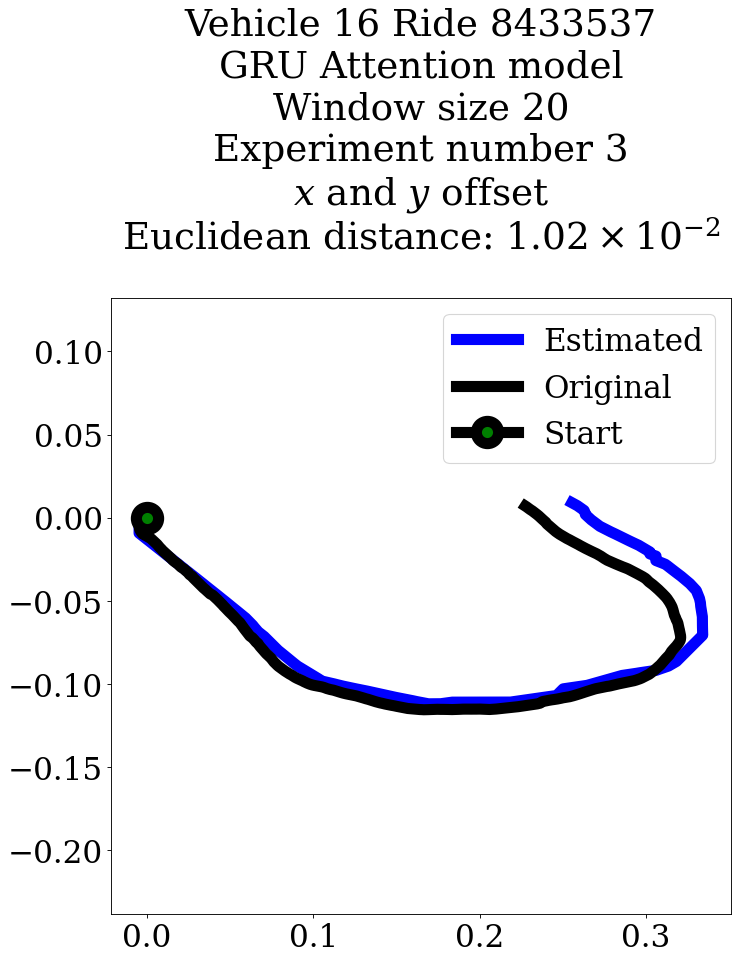 Vehicle 16 Ride 8433537
GRU Attention model
Window size 20
Experiment number 3
x and y offset
Euclidean distance: 1.02 × 10⁻²
Estimated
Original
Start
0.10
0.05
0.00
−0.05
−0.10
−0.15
−0.20
0.0 0.1 0.2 0.3